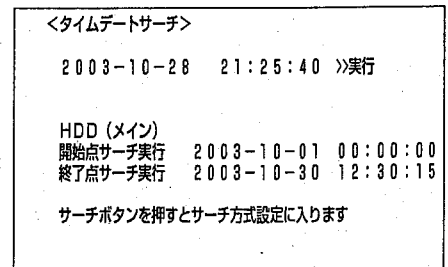 <タイムデートサーチ>
2003-10-28 21:25:40 》実行
HDD（メイン）
開始点サーチ実行 2003-10-01 00:00:00
終了点サーチ実行 2003-10-30 12:30:15
サーチボタンを押すとサーチ方式設定に入ります